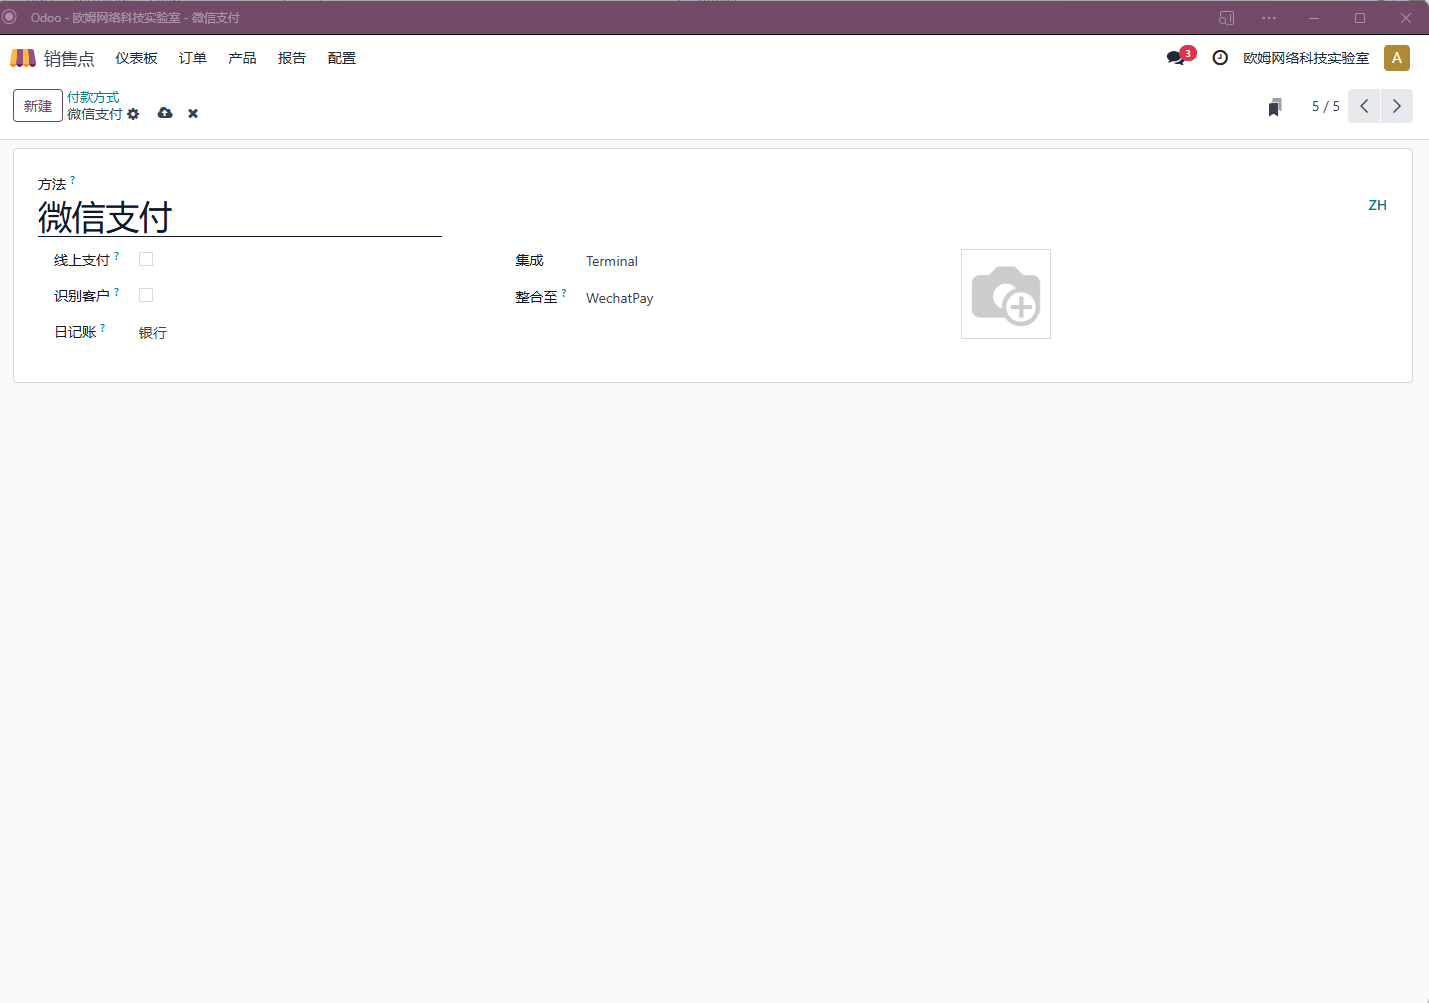 Odoo - 欧姆网络科技实验室 - 微信支付
销售点 仪表板 订单 产品 报告 配置 3 欧姆网络科技实验室 A
新建 付款方式
微信支付 5 / 5
方法 ?
微信支付 ZH
线上支付 ? 集成 Terminal
识别客户 ? 整合至 ? WechatPay
日记账 ? 银行